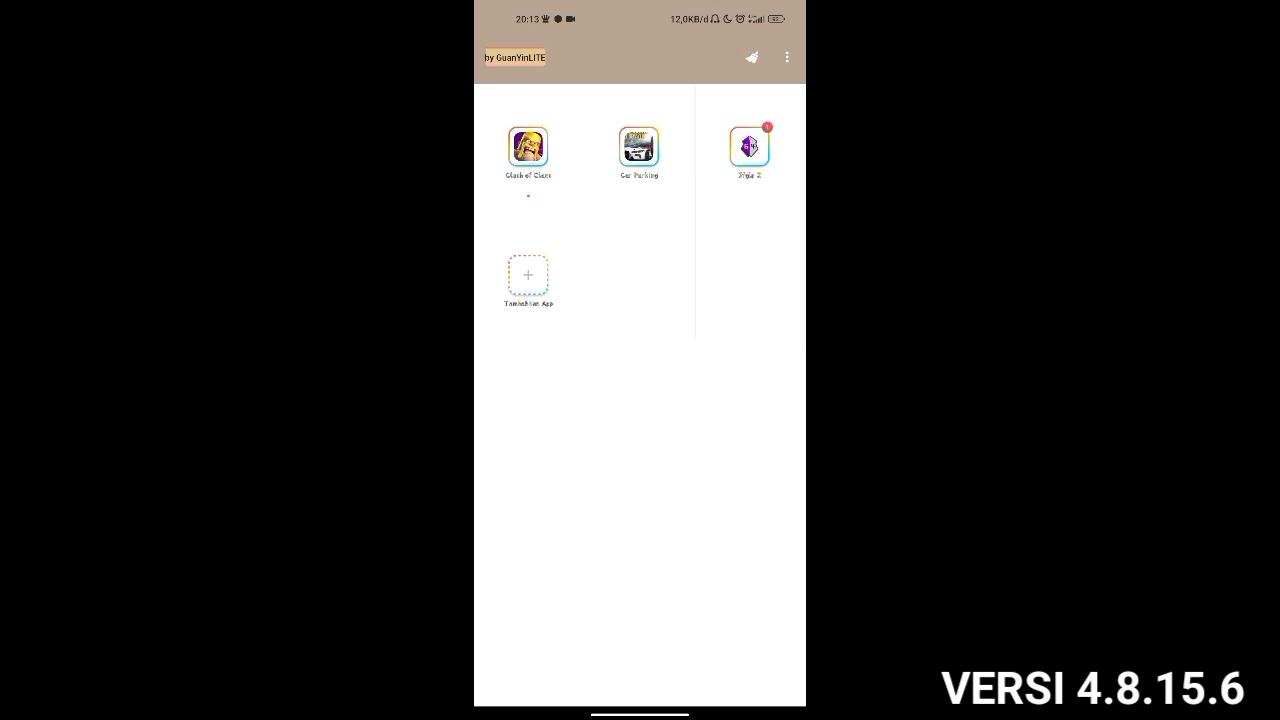 20:13
12,0KB/d
by GuanYinLITE
Clash of Clans
Car Parking
Tambahkan App
VERSI 4.8.15.6